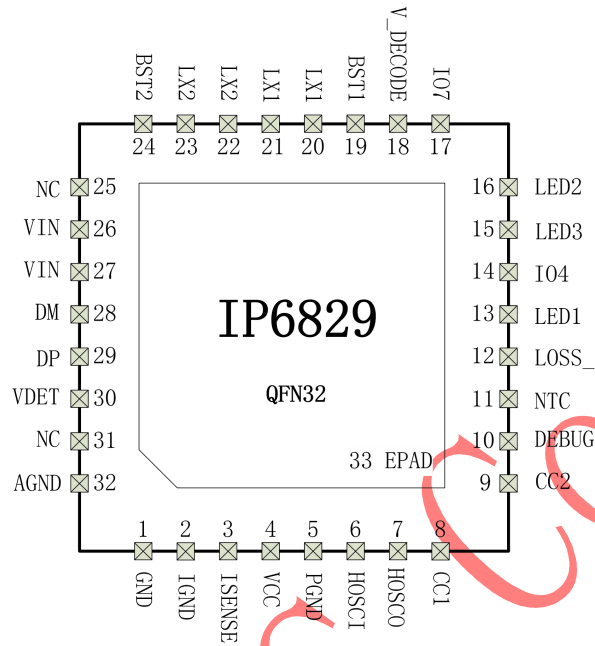 BST2 LX2 LX2 LX1 LX1 BST1 V_DECODE IO7
24 23 22 21 20 19 18 17
NC 25
VIN 26
VIN 27
DM 28
DP 29
VDET 30
NC 31
AGND 32
IP6829
QFN32
33 EPAD
16 LED2
15 LED3
14 IO4
13 LED1
12 LOSS_
11 NTC
10 DEBUG
9 CC2
1 2 3 4 5 6 7 8
GND IGND ISENSE VCC PGND HOSCI HOSCO CC1